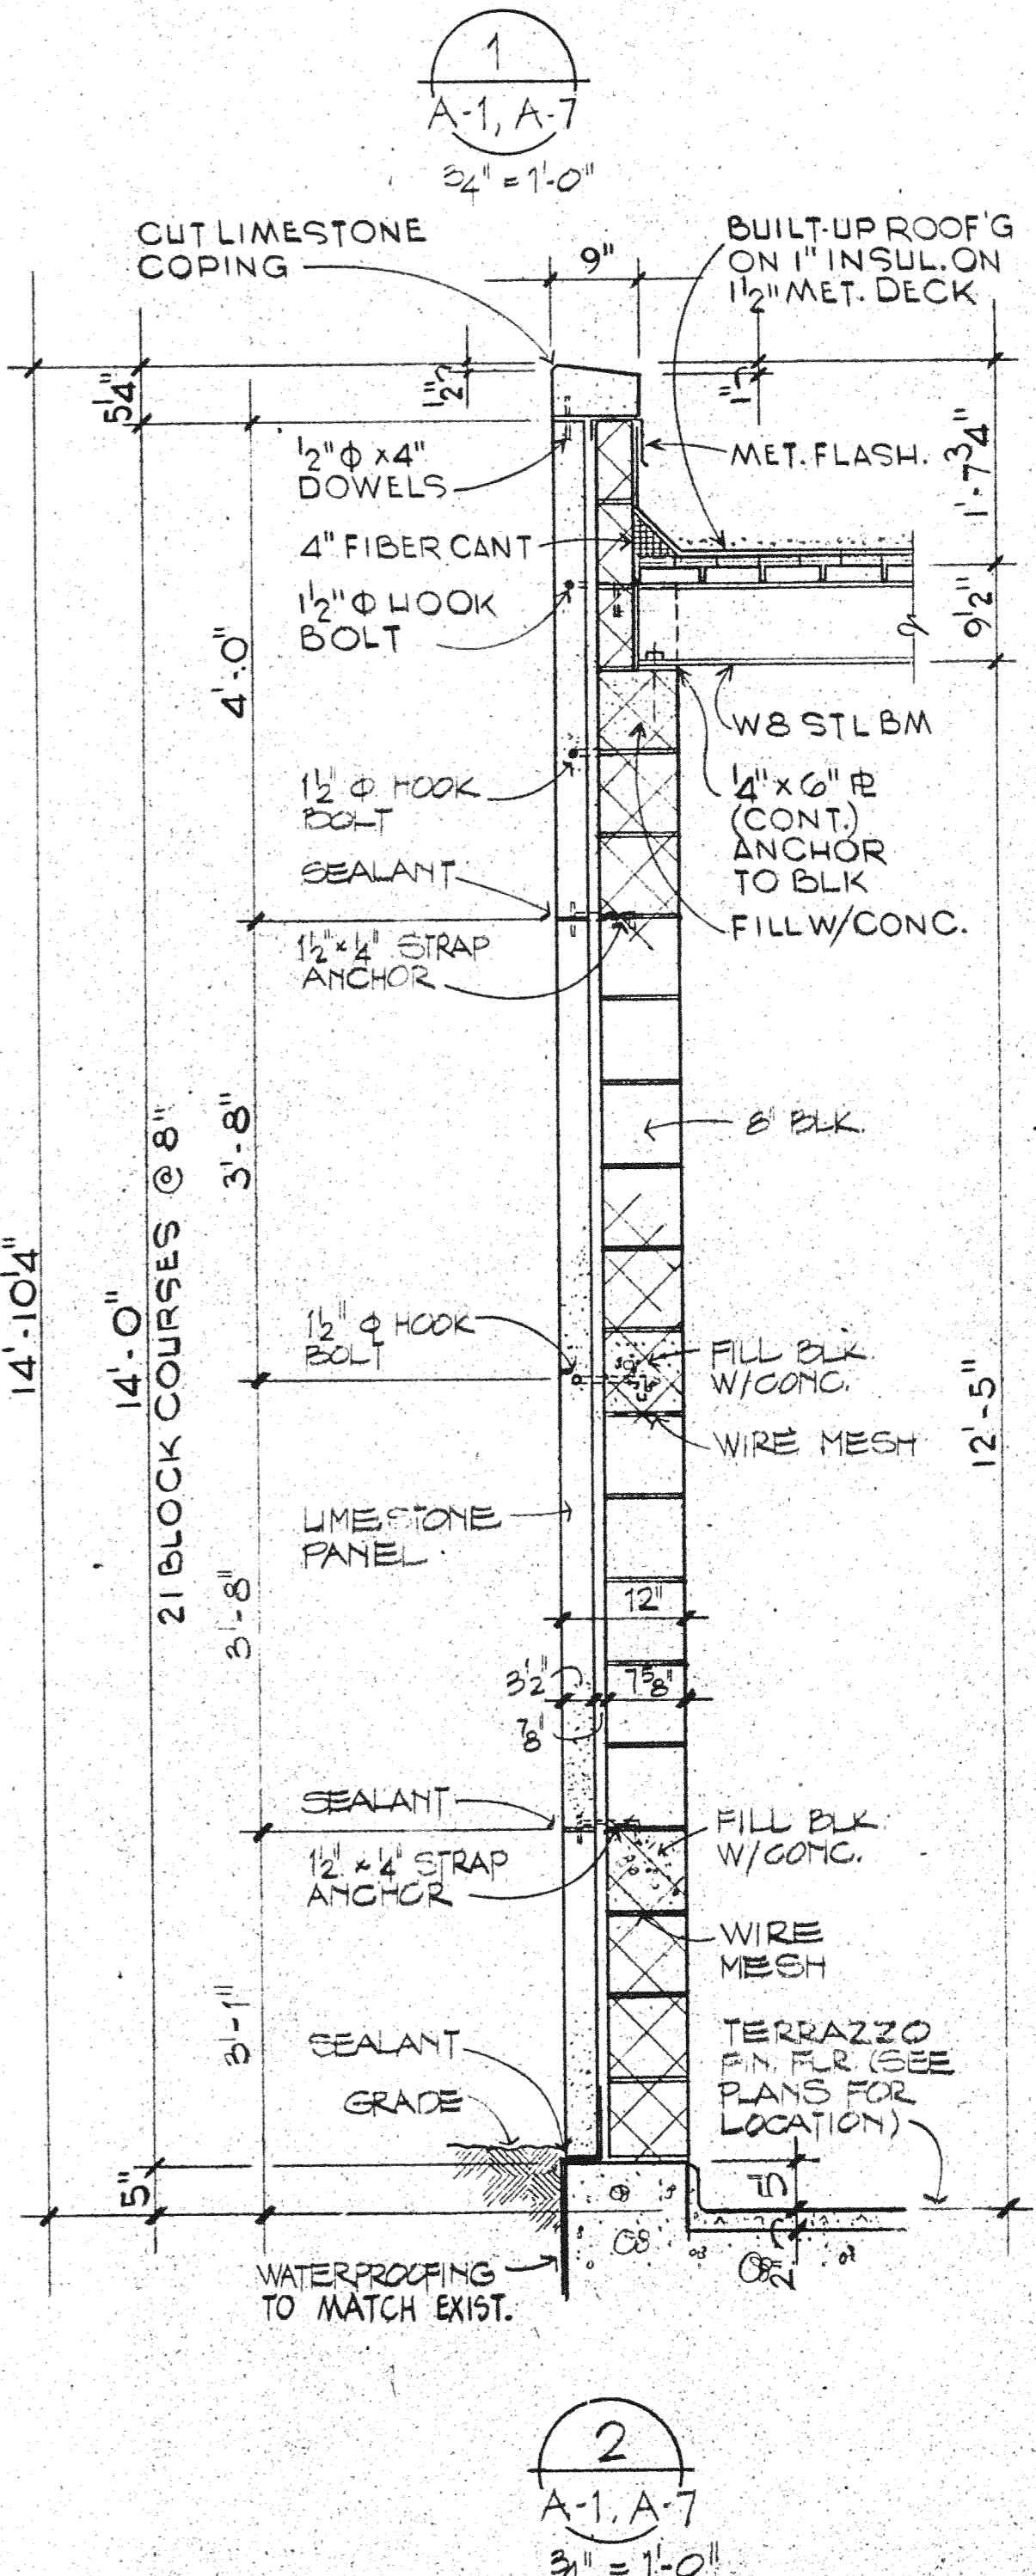 1
A-1, A-7
3/4" = 1'-0"
CUT LIMESTONE
COPING
9"
BUILT-UP ROOF'G
ON 1" INSUL. ON
1 1/2" MET. DECK
5 1/4"
1/2"
1"
1/2" Φ x 4"
DOWELS
MET. FLASH.
1'-7 3/4"
4" FIBER CANT
1 1/2" Φ HOOK
BOLT
9 1/2"
4'-0"
W8 STL BM
1 1/2" Φ HOOK
BOLT
1/4" x 6" PL
(CONT.)
ANCHOR
TO BLK
SEALANT
FILL W/CONC.
1 1/2" x 1/4" STRAP
ANCHOR
3'-8"
8" BLK.
14'-10 1/4"
14'-0"
21 BLOCK COURSES @ 8"
1 1/2" Φ HOOK
BOLT
FILL BLK.
W/CONC.
WIRE MESH
12'-5"
LIMESTONE
PANEL
3'-8"
12"
3 1/2"
7 5/8"
7/8"
SEALANT
FILL BLK.
W/CONC.
1 1/2" x 1/4" STRAP
ANCHOR
WIRE
MESH
3'-1"
SEALANT
GRADE
TERRAZZO
FIN. FLR. (SEE
PLANS FOR
LOCATION)
5"
5"
2"
WATERPROOFING
TO MATCH EXIST.
2
A-1, A-7
3/4" = 1'-0"